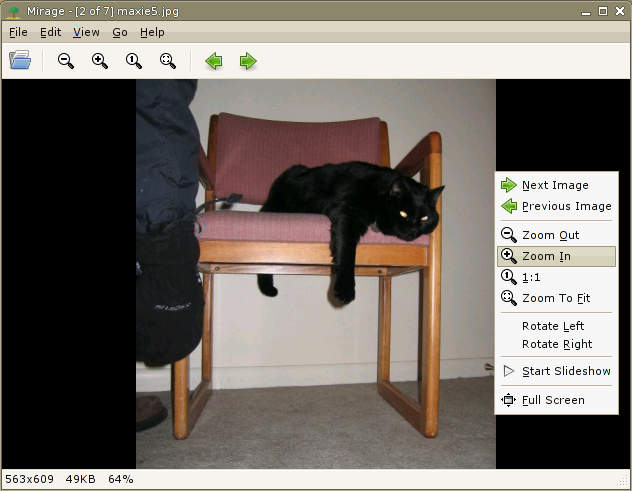 Mirage - [2 of 7] maxie5.jpg
File Edit View Go Help
Next Image
Previous Image
Zoom Out
Zoom In
1:1
Zoom To Fit
Rotate Left
Rotate Right
Start Slideshow
Full Screen
563x609 49KB 64%